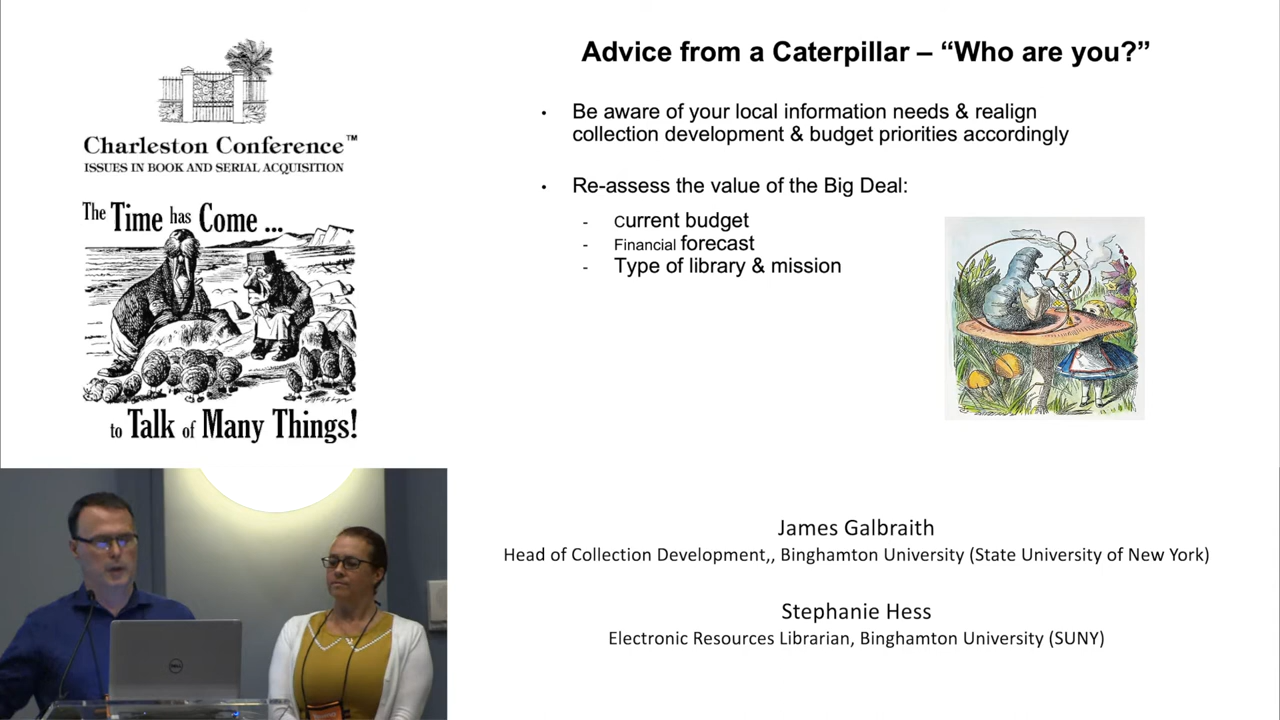 Charleston Conference™
ISSUES IN BOOK AND SERIAL ACQUISITION
The Time has Come ...
to Talk of Many Things!
Advice from a Caterpillar – “Who are you?”
• Be aware of your local information needs & realign
collection development & budget priorities accordingly
• Re-assess the value of the Big Deal:
- Current budget
- Financial forecast
- Type of library & mission
James Galbraith
Head of Collection Development,, Binghamton University (State University of New York)
Stephanie Hess
Electronic Resources Librarian, Binghamton University (SUNY)
DELL